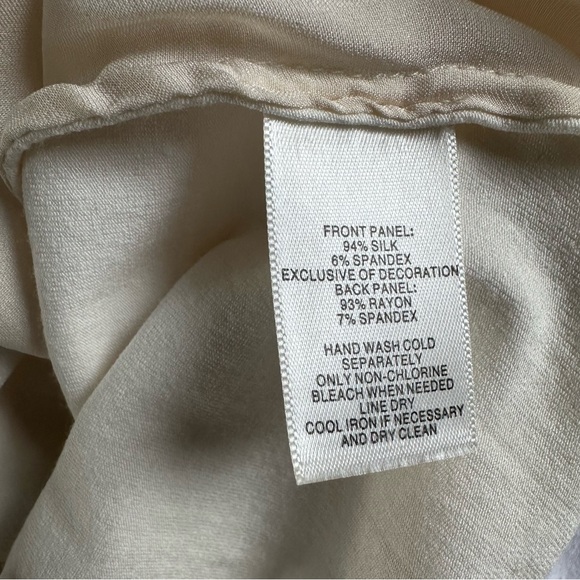 FRONT PANEL:
94% SILK
6% SPANDEX
EXCLUSIVE OF DECORATION
BACK PANEL:
93% RAYON
7% SPANDEX
HAND WASH COLD
SEPARATELY
ONLY NON-CHLORINE
BLEACH WHEN NEEDED
LINE DRY
COOL IRON IF NECESSARY
AND DRY CLEAN